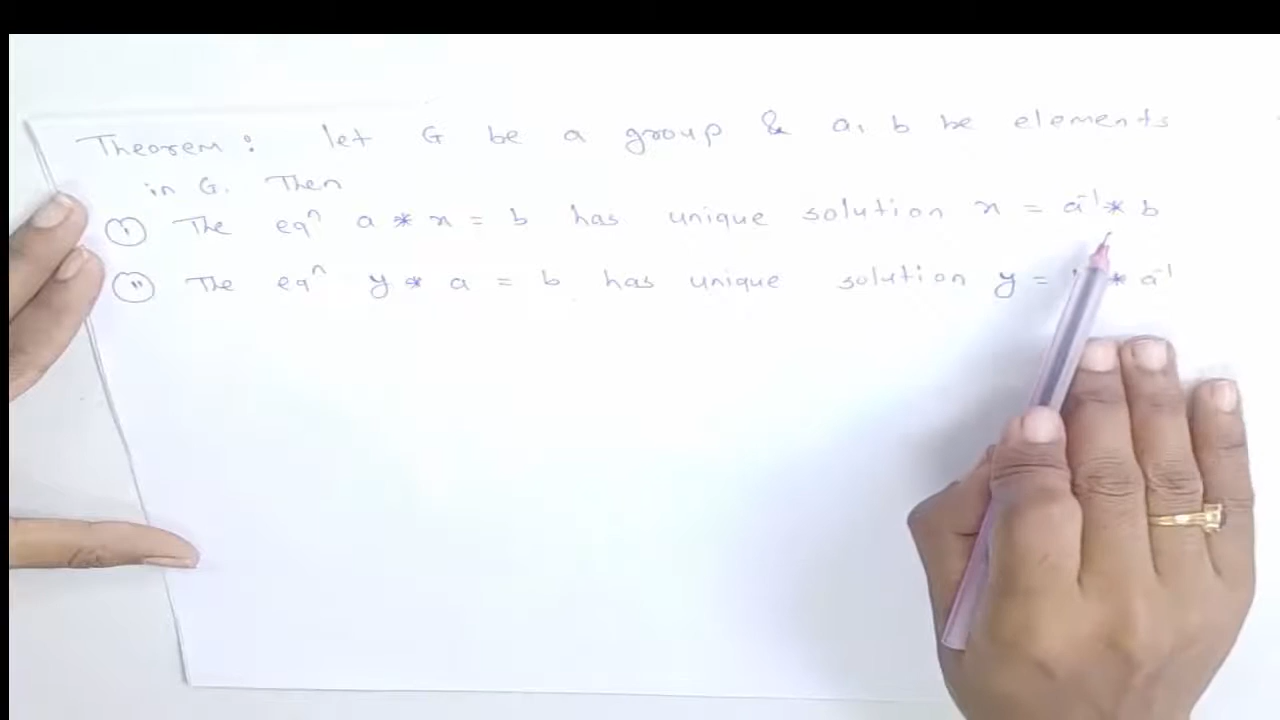 Theorem : let G be a group & a, b be elements
in G. Then
(i) The eqⁿ a * x = b has unique solution x = a⁻¹ * b
(ii) The eqⁿ y * a = b has unique solution y = * a⁻¹